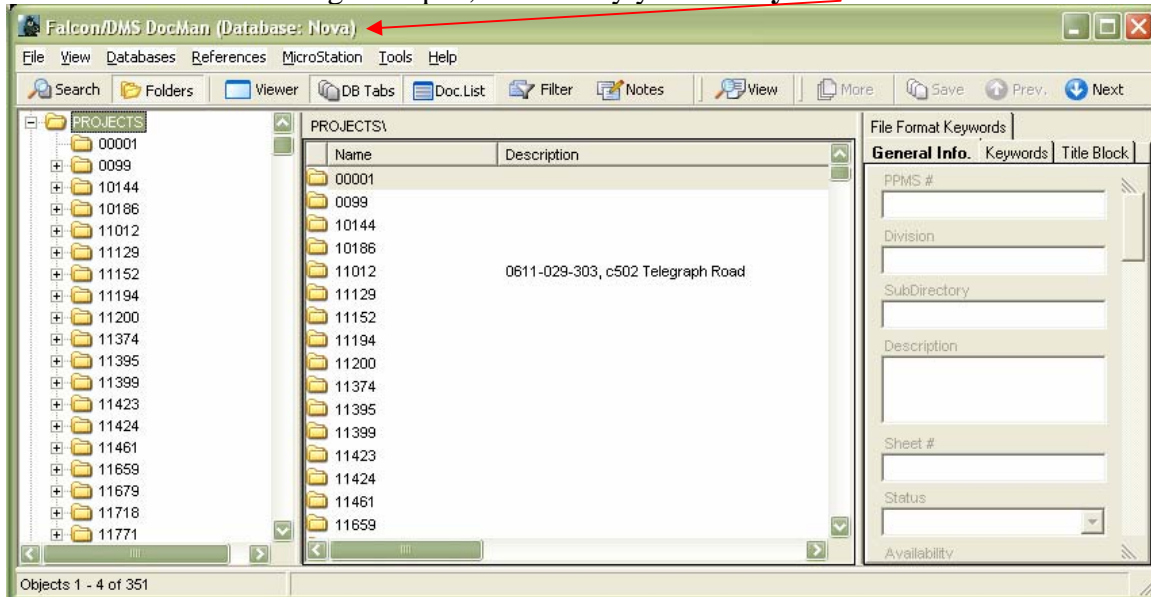 Falcon/DMS DocMan (Database: Nova)
File View Databases References MicroStation Tools Help
Search Folders Viewer DB Tabs Doc.List Filter Notes View More Save Prev. Next
PROJECTS
00001
0099
10144
10186
11012
11129
11152
11194
11200
11374
11395
11399
11423
11424
11461
11659
11679
11718
11771
PROJECTS\
Name Description
00001
0099
10144
10186
11012 0611-029-303, c502 Telegraph Road
11129
11152
11194
11200
11374
11395
11399
11423
11424
11461
11659
File Format Keywords
General Info. Keywords Title Block
PPMS #
Division
SubDirectory
Description
Sheet #
Status
Availability
Objects 1 - 4 of 351